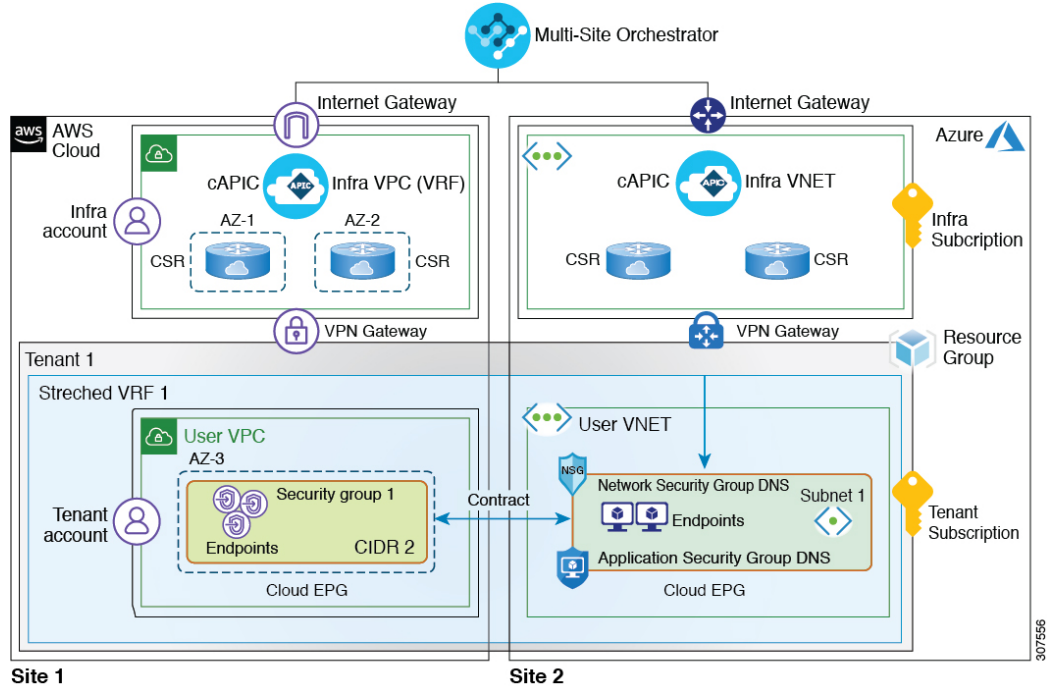 Multi-Site Orchestrator
Internet Gateway
Internet Gateway
aws
AWS
Cloud
Azure
cAPIC
APIC
Infra VPC (VRF)
cAPIC
APIC
Infra VNET
Infra
account
AZ-1
AZ-2
CSR
CSR
CSR
CSR
Infra
Subcription
VPN Gateway
VPN Gateway
Resource
Group
Tenant 1
Streched VRF 1
User VPC
User VNET
AZ-3
NSG
Security group 1
Endpoints
CIDR 2
Contract
Network Security Group DNS
Subnet 1
Endpoints
Application Security Group DNS
Tenant
account
Tenant
Subscription
Cloud EPG
Cloud EPG
307556
Site 1
Site 2